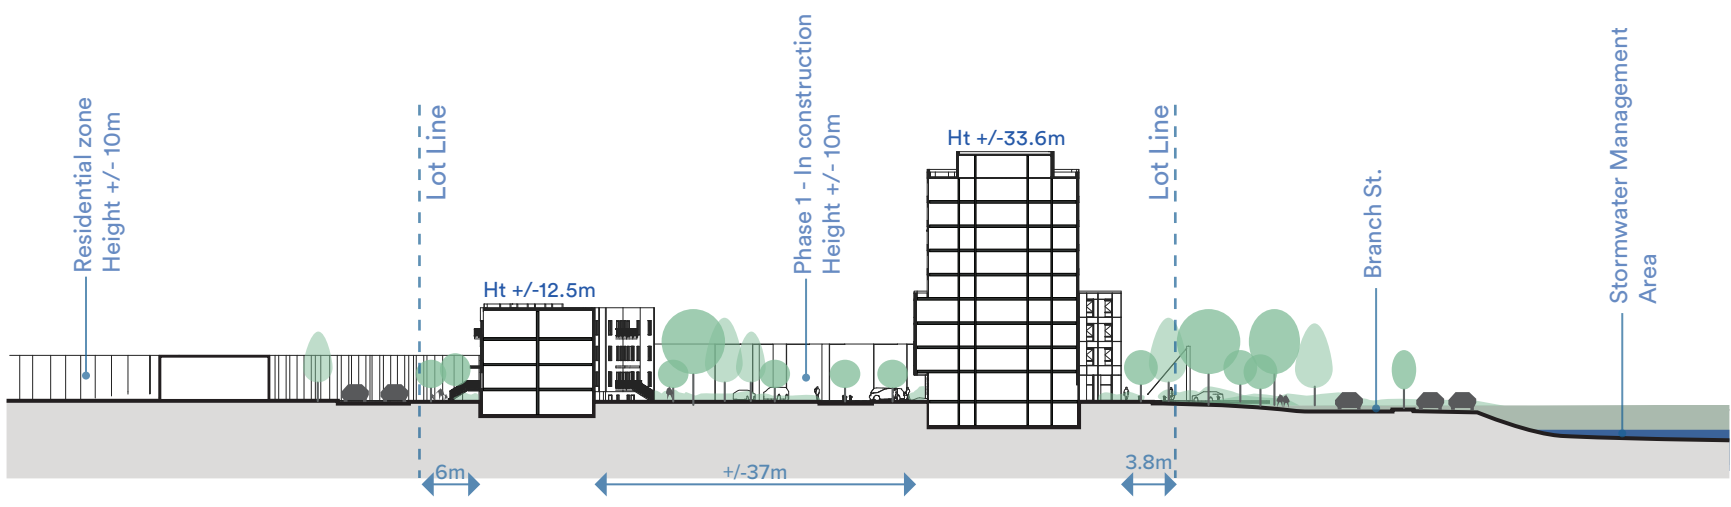 Residential zone
Height +/- 10m
Lot Line
Ht +/-12.5m
Phase 1 - In construction
Height +/- 10m
Ht +/-33.6m
Lot Line
Branch St.
Stormwater Management
Area
6m
+/-37m
3.8m